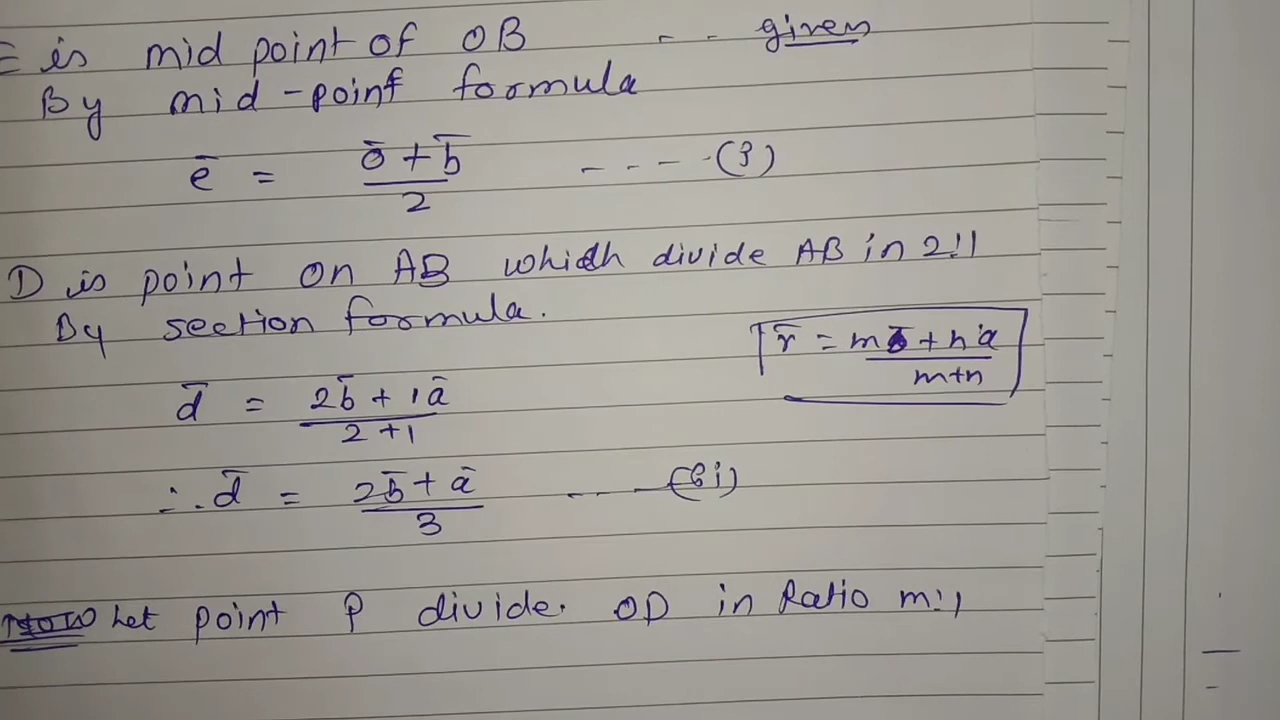 E is mid point of OB - - given
By mid-point formula
ē = ō + b̄ / 2 - - - - (i)
D is point on AB which divide AB in 2:1
By section formula.
r̄ = mb̄ + nā / m+n
d̄ = 2b̄ + 1ā / 2+1
∴ d̄ = 2b̄ + ā / 3 - - - - (ii)
Let point P divide. OD in Ratio m:1